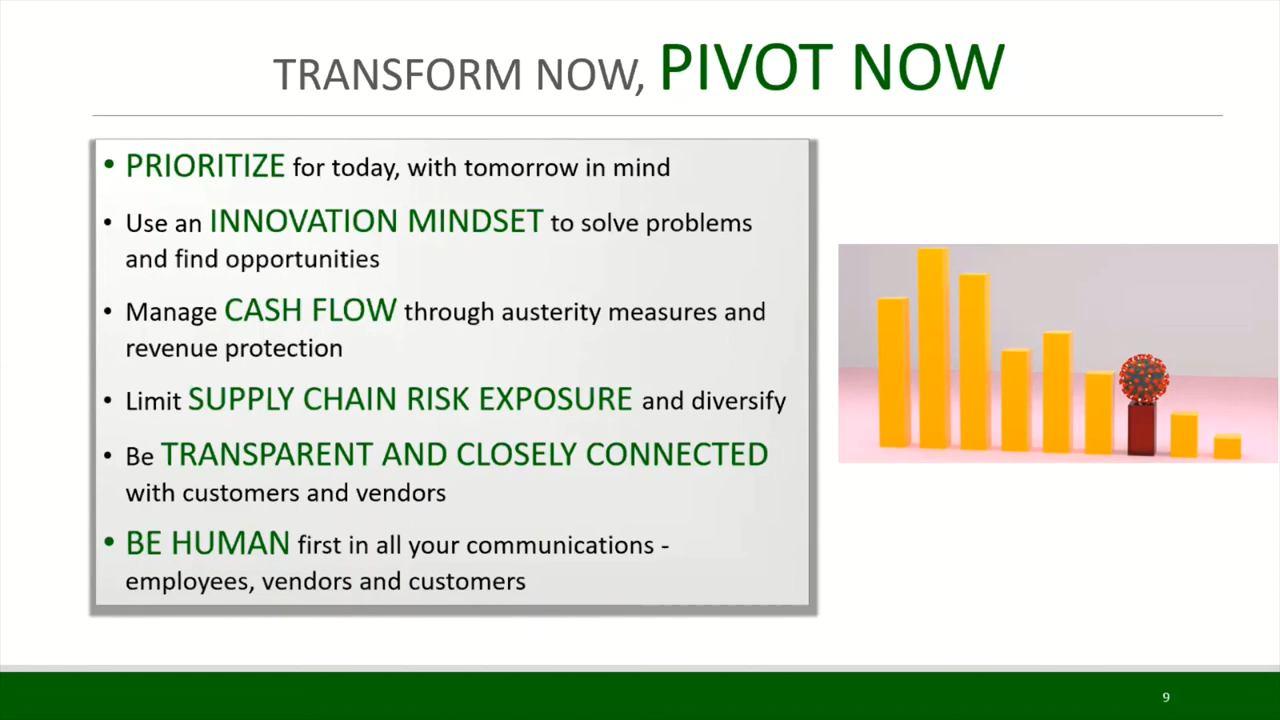 TRANSFORM NOW, PIVOT NOW
• PRIORITIZE for today, with tomorrow in mind
• Use an INNOVATION MINDSET to solve problems
and find opportunities
• Manage CASH FLOW through austerity measures and
revenue protection
• Limit SUPPLY CHAIN RISK EXPOSURE and diversify
• Be TRANSPARENT AND CLOSELY CONNECTED
with customers and vendors
• BE HUMAN first in all your communications -
employees, vendors and customers
9